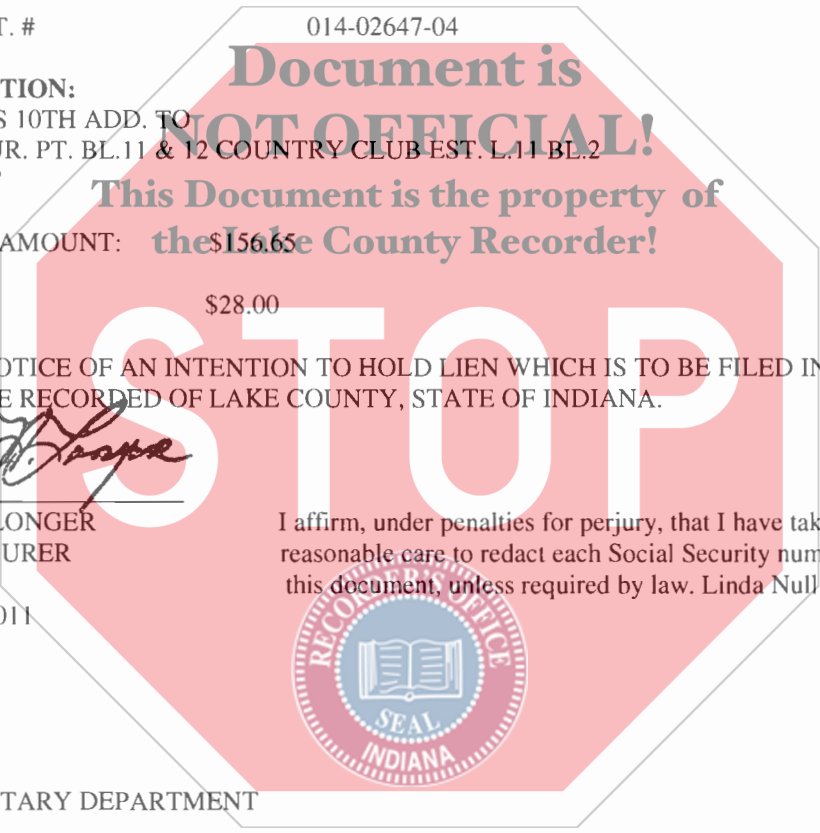 T. # 014-02647-04
Document is
TION:
S 10TH ADD. TO
NOT OFFICIAL!
UR. PT. BL.11 & 12 COUNTRY CLUB EST. L.11 BL.2
This Document is the property of
AMOUNT: $156.65
the Lake County Recorder!
$28.00
STOP
OTICE OF AN INTENTION TO HOLD LIEN WHICH IS TO BE FILED IN
E RECORDED OF LAKE COUNTY, STATE OF INDIANA.
LONGER
URER
I affirm, under penalties for perjury, that I have tak
reasonable care to redact each Social Security num
this document, unless required by law. Linda Null
011
RECORDER'S OFFICE
SEAL
INDIANA
TARY DEPARTMENT